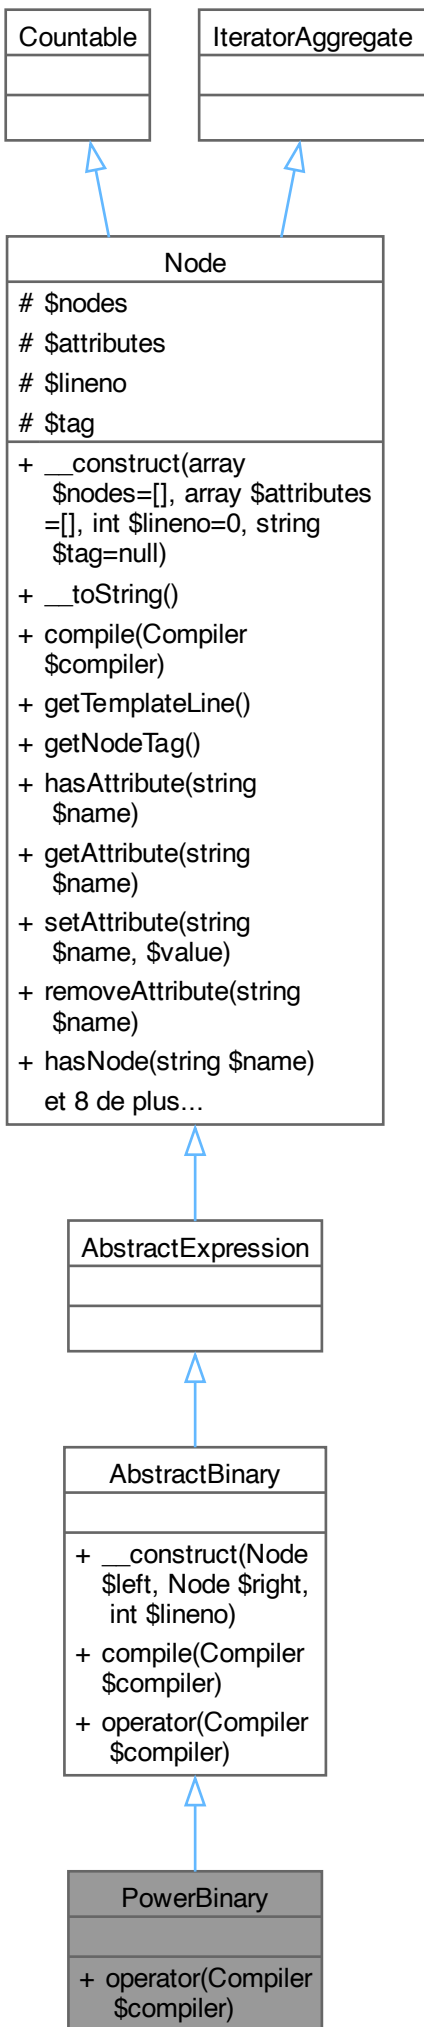 Countable
IteratorAggregate
Node
# $nodes
# $attributes
# $lineno
# $tag
+ __construct(array
$nodes=[], array $attributes
=[], int $lineno=0, string
$tag=null)
+ __toString()
+ compile(Compiler
$compiler)
+ getTemplateLine()
+ getNodeTag()
+ hasAttribute(string
$name)
+ getAttribute(string
$name)
+ setAttribute(string
$name, $value)
+ removeAttribute(string
$name)
+ hasNode(string $name)
et 8 de plus...
AbstractExpression
AbstractBinary
+ __construct(Node
$left, Node $right,
int $lineno)
+ compile(Compiler
$compiler)
+ operator(Compiler
$compiler)
PowerBinary
+ operator(Compiler
$compiler)